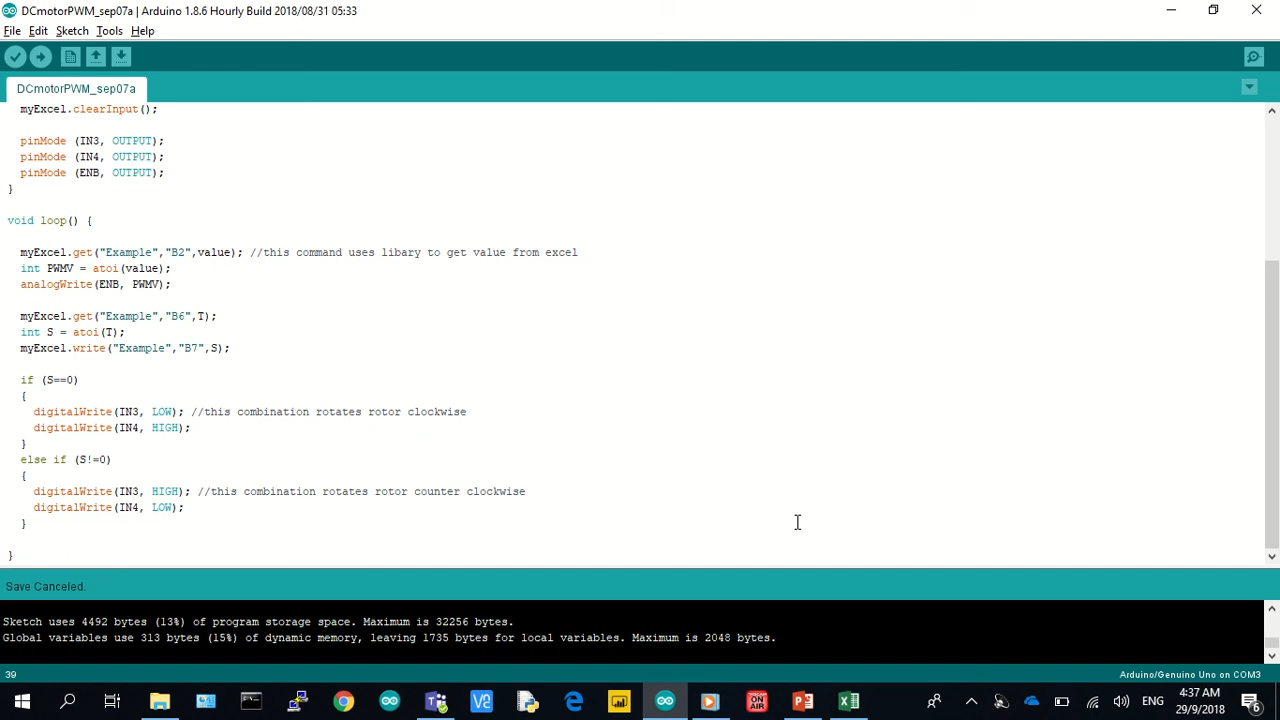 DCmotorPWM_sep07a | Arduino 1.8.6 Hourly Build 2018/08/31 05:33
File Edit Sketch Tools Help
DCmotorPWM_sep07a
myExcel.clearInput();
pinMode (IN3, OUTPUT);
pinMode (IN4, OUTPUT);
pinMode (ENB, OUTPUT);
}
void loop() {
myExcel.get("Example","B2",value); //this command uses libary to get value from excel
int PWMV = atoi(value);
analogWrite(ENB, PWMV);
myExcel.get("Example","B6",T);
int S = atoi(T);
myExcel.write("Example","B7",S);
if (S==0)
{
digitalWrite(IN3, LOW); //this combination rotates rotor clockwise
digitalWrite(IN4, HIGH);
}
else if (S!=0)
{
digitalWrite(IN3, HIGH); //this combination rotates rotor counter clockwise
digitalWrite(IN4, LOW);
}
}
Save Canceled.
Sketch uses 4492 bytes (13%) of program storage space. Maximum is 32256 bytes.
Global variables use 313 bytes (15%) of dynamic memory, leaving 1735 bytes for local variables. Maximum is 2048 bytes.
39 Arduino/Genuino Uno on COM3
ON AIR
ENG
4:37 AM
29/9/2018
6